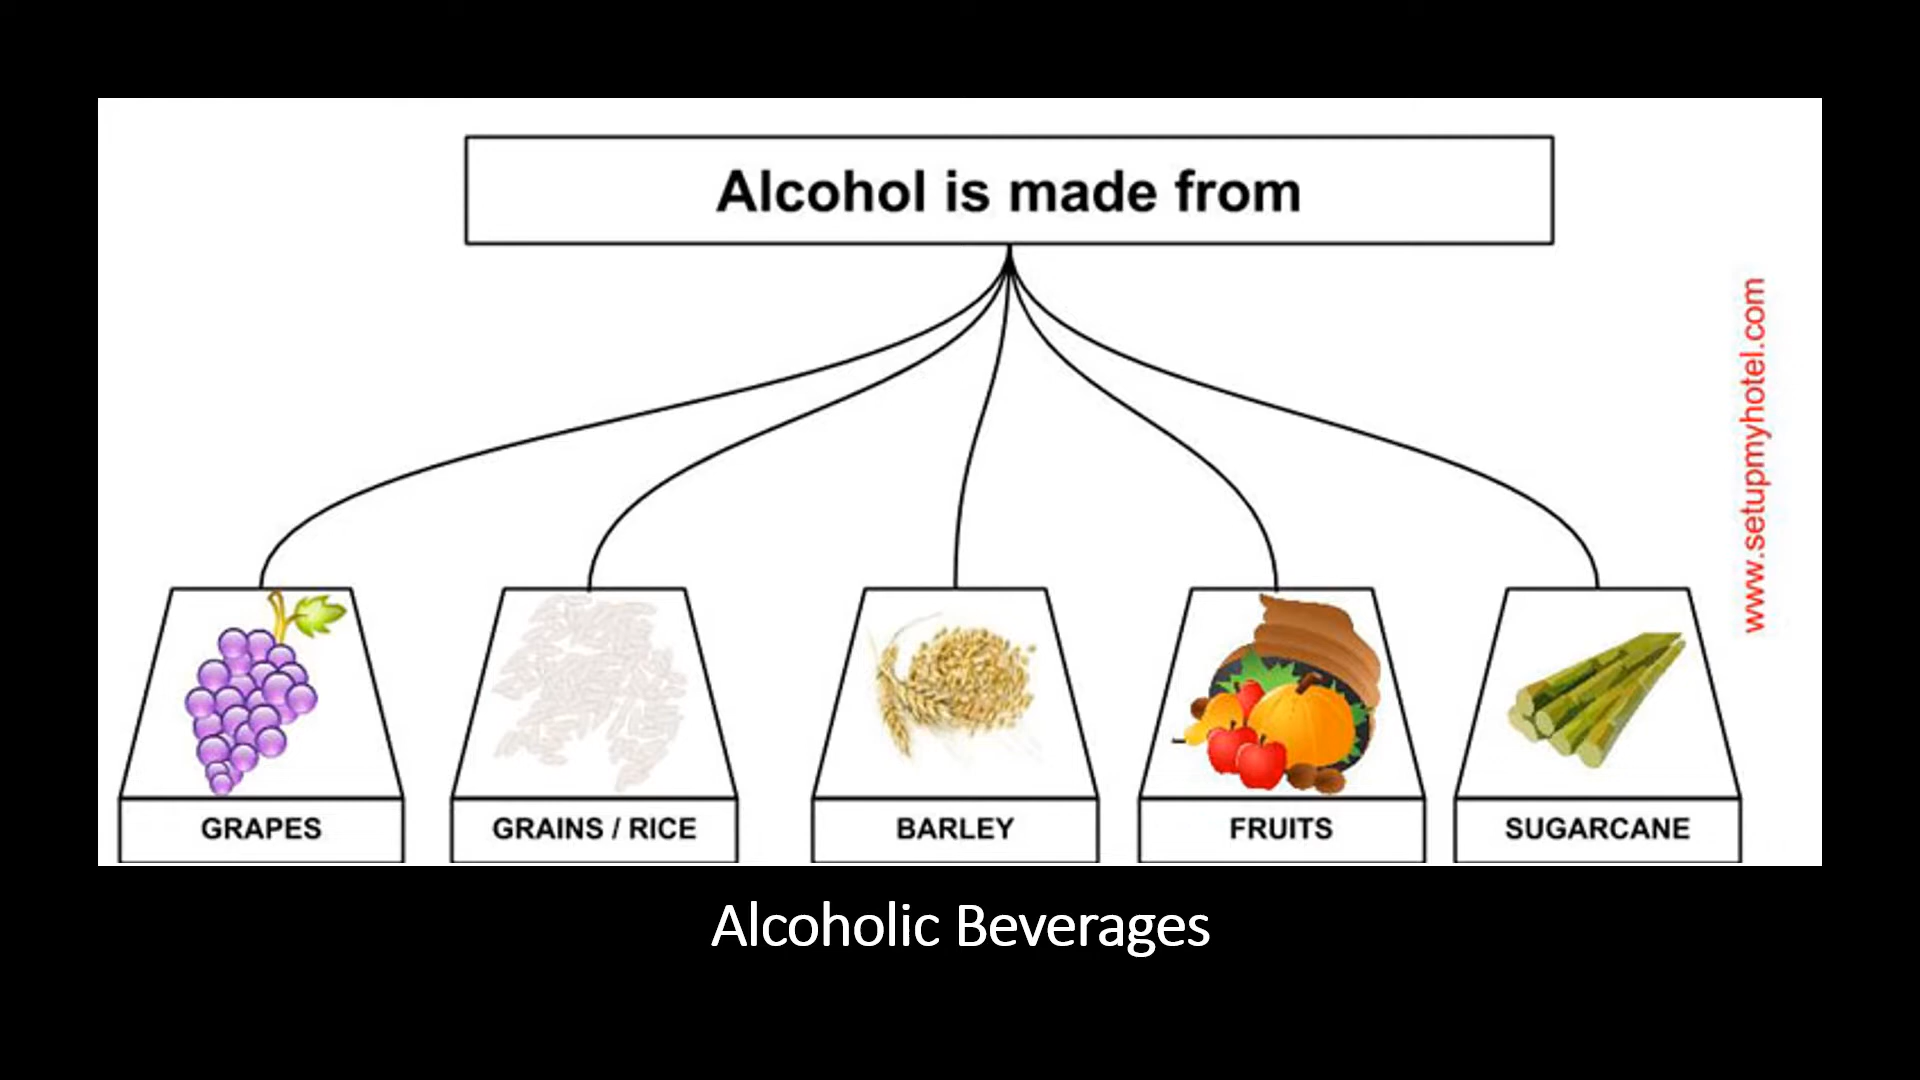 Alcohol is made from
www.setupmyhotel.com
GRAPES
GRAINS / RICE
BARLEY
FRUITS
SUGARCANE
Alcoholic Beverages